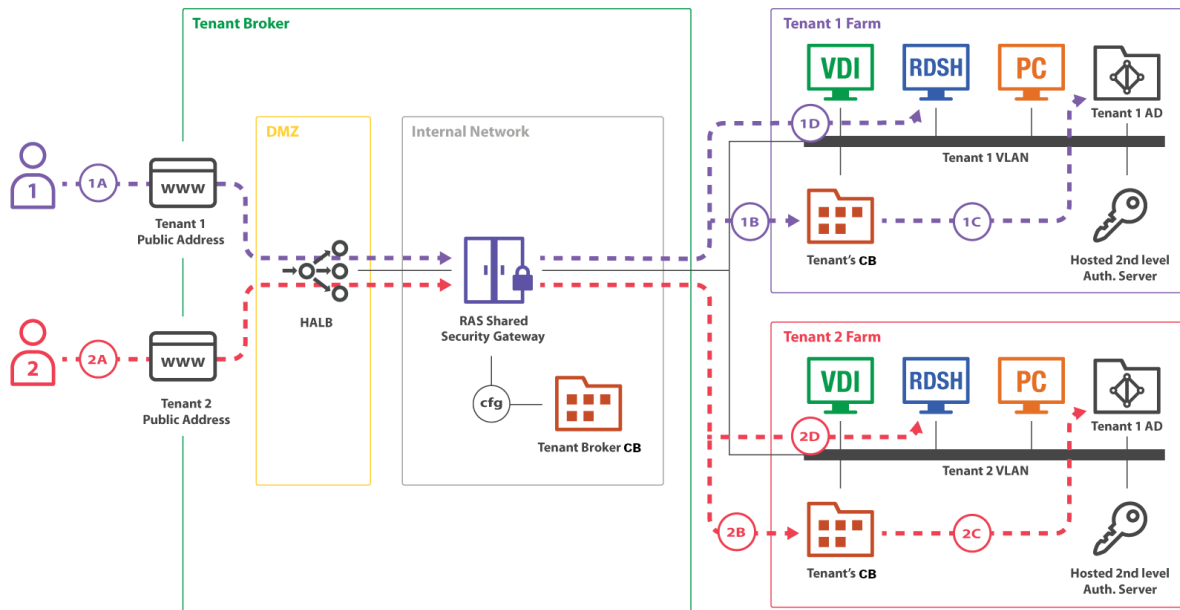 Tenant Broker
DMZ
Internal Network
1
1A
www
Tenant 1
Public Address
HALB
RAS Shared
Security Gateway
cfg
Tenant Broker CB
2
2A
www
Tenant 2
Public Address
Tenant 1 Farm
VDI
RDSH
PC
Tenant 1 AD
1D
Tenant 1 VLAN
1B
1C
Tenant's CB
Hosted 2nd level
Auth. Server
Tenant 2 Farm
VDI
RDSH
PC
Tenant 1 AD
2D
Tenant 2 VLAN
2B
2C
Tenant's CB
Hosted 2nd level
Auth. Server